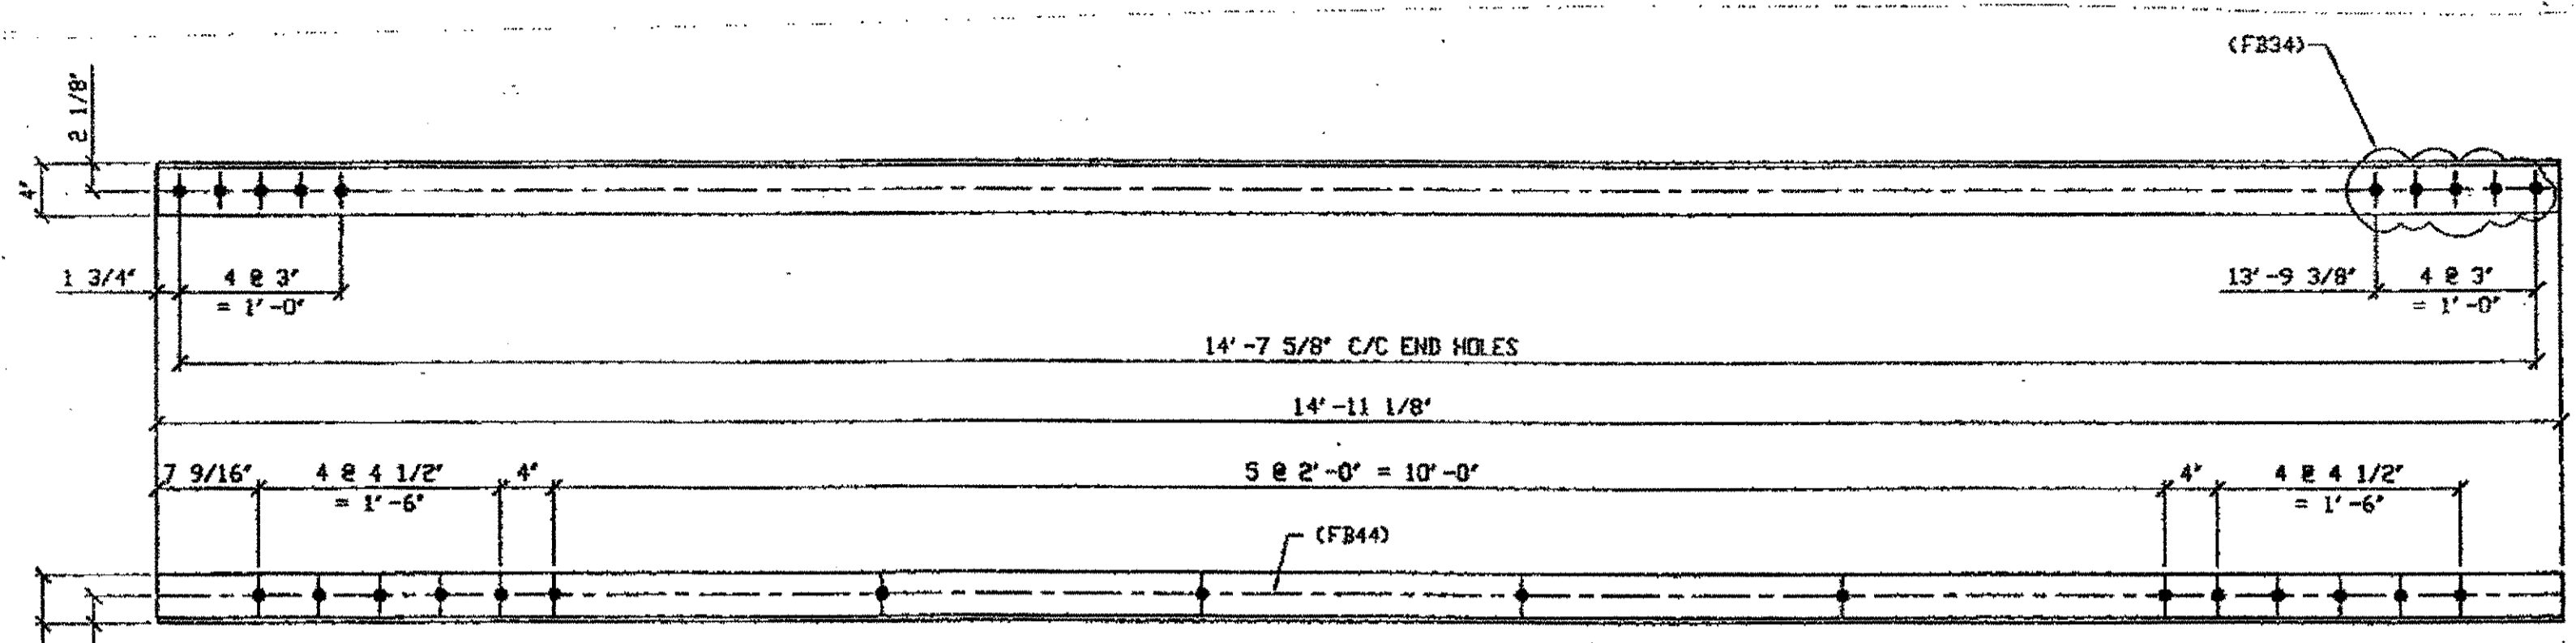 (FB34)
2 1/8"
4"
1 3/4"
4 @ 3"
= 1'-0"
13'-9 3/8"
4 @ 3"
= 1'-0"
14'-7 5/8" C/C END HOLES
14'-11 1/8"
7 9/16"
4 @ 4 1/2"
= 1'-6"
4"
5 @ 2'-0" = 10'-0"
4"
4 @ 4 1/2"
= 1'-6"
(FB44)